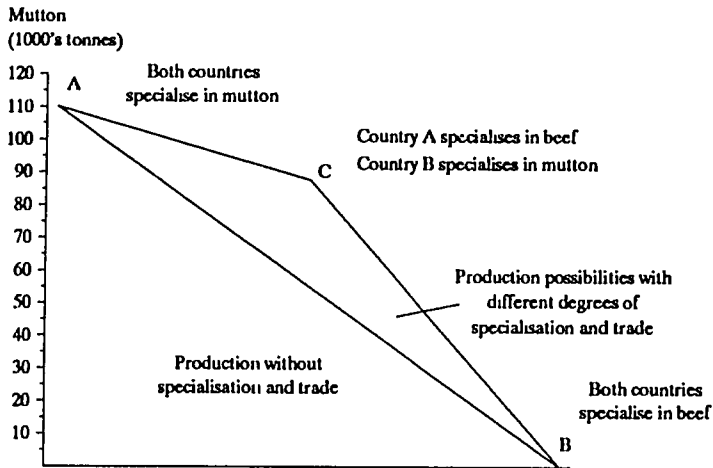 Mutton
(1000's tonnes)
120
110
100
90
80
70
60
50
40
30
20
10
A
Both countries
specialise in mutton
Country A specialises in beef
Country B specialises in mutton
C
Production possibilities with
different degrees of
specialisation and trade
Production without
specialisation and trade
Both countries
specialise in beef
B